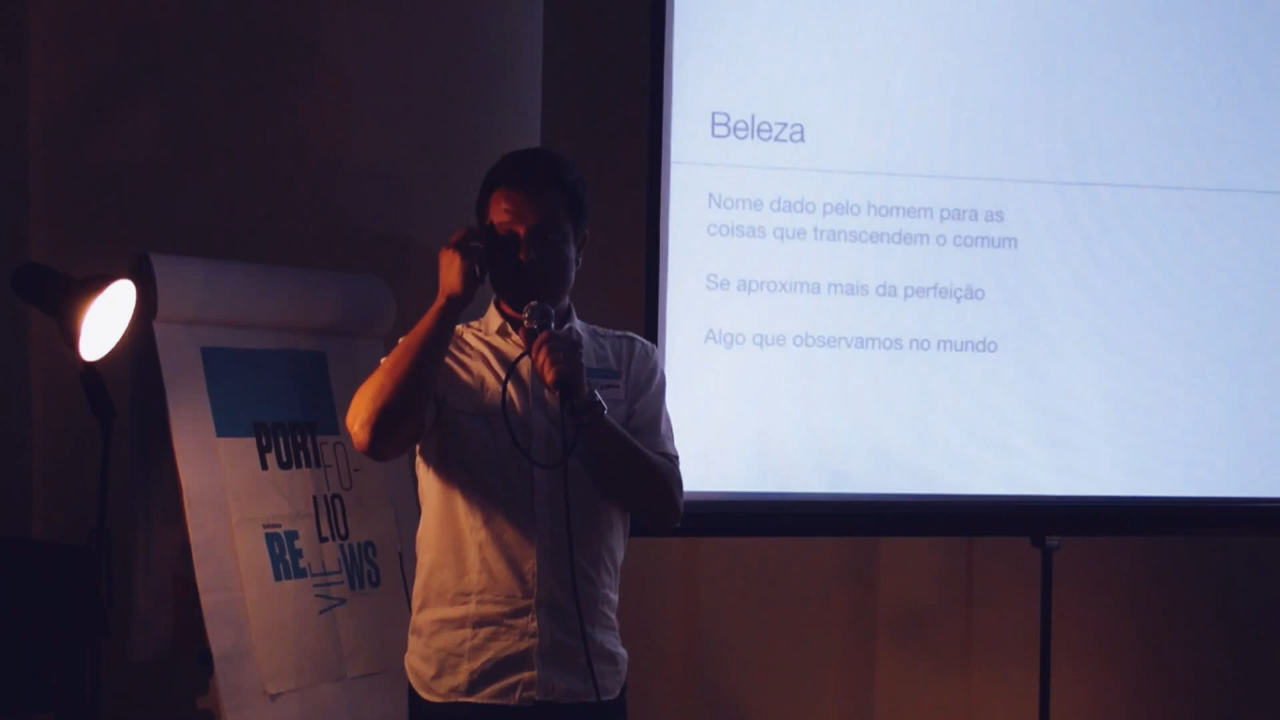 Beleza
Nome dado pelo homem para as
coisas que transcendem o comum
Se aproxima mais da perfeição
Algo que observamos no mundo
PORT
FO-
LIO
RE
VIE
WS